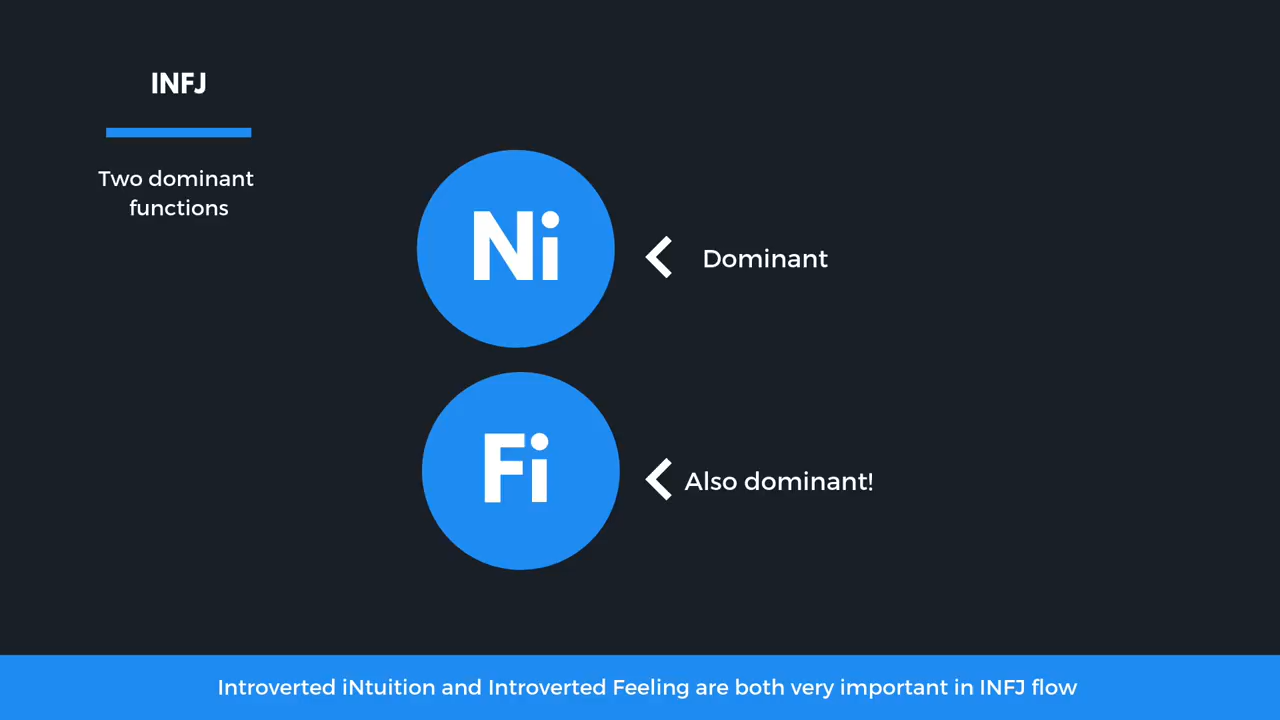 INFJ
Two dominant
functions
Ni
Dominant
Fi
Also dominant!
Introverted iNtuition and Introverted Feeling are both very important in INFJ flow